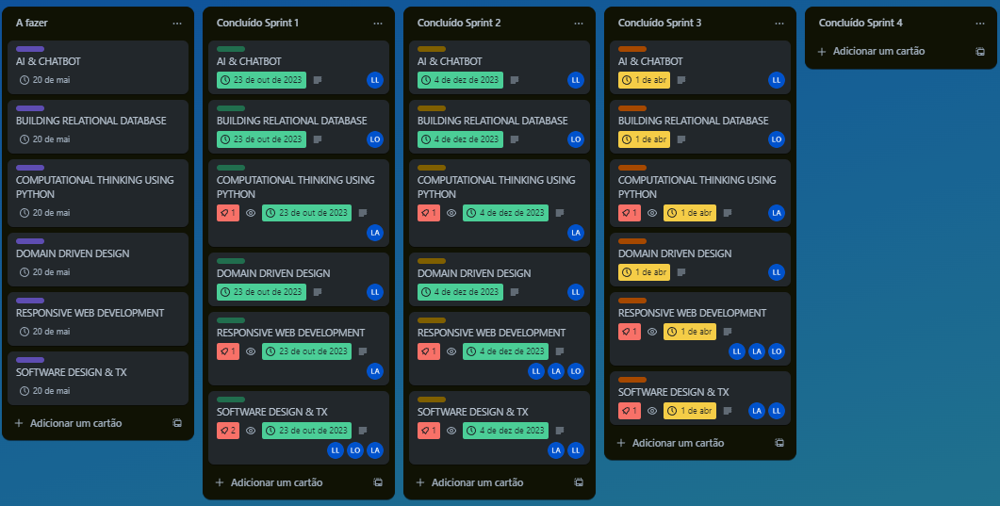 A fazer
AI & CHATBOT
20 de mai
BUILDING RELATIONAL DATABASE
20 de mai
COMPUTATIONAL THINKING USING
PYTHON
20 de mai
DOMAIN DRIVEN DESIGN
20 de mai
RESPONSIVE WEB DEVELOPMENT
20 de mai
SOFTWARE DESIGN & TX
20 de mai
+ Adicionar um cartão
Concluído Sprint 1
AI & CHATBOT
23 de out de 2023
LL
BUILDING RELATIONAL DATABASE
23 de out de 2023
LO
COMPUTATIONAL THINKING USING
PYTHON
1 23 de out de 2023
LA
DOMAIN DRIVEN DESIGN
23 de out de 2023
LL
RESPONSIVE WEB DEVELOPMENT
1 23 de out de 2023
LA
SOFTWARE DESIGN & TX
2 23 de out de 2023
LL LO LA
+ Adicionar um cartão
Concluído Sprint 2
AI & CHATBOT
4 de dez de 2023
LL
BUILDING RELATIONAL DATABASE
4 de dez de 2023
LO
COMPUTATIONAL THINKING USING
PYTHON
1 4 de dez de 2023
LA
DOMAIN DRIVEN DESIGN
4 de dez de 2023
LL
RESPONSIVE WEB DEVELOPMENT
1 4 de dez de 2023
LL LA LO
SOFTWARE DESIGN & TX
1 4 de dez de 2023
LA LL
+ Adicionar um cartão
Concluído Sprint 3
AI & CHATBOT
1 de abr
LL
BUILDING RELATIONAL DATABASE
1 de abr
LO
COMPUTATIONAL THINKING USING
PYTHON
1 1 de abr
LA
DOMAIN DRIVEN DESIGN
1 de abr
LL
RESPONSIVE WEB DEVELOPMENT
1 1 de abr
LL LA LO
SOFTWARE DESIGN & TX
1 1 de abr
LA LL
+ Adicionar um cartão
Concluído Sprint 4
+ Adicionar um cartão